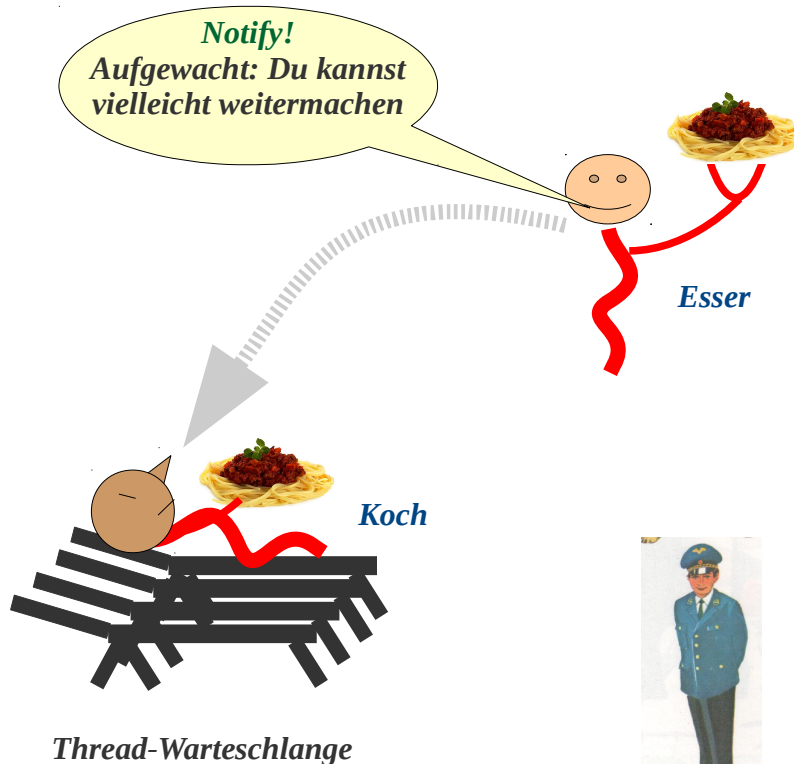 Notify!
Aufgewacht: Du kannst
vielleicht weitermachen
Esser
Koch
Thread-Warteschlange